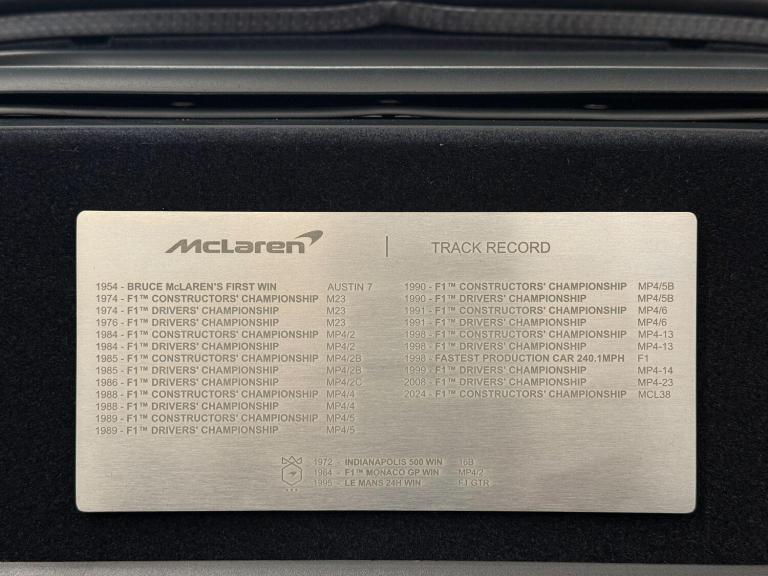 McLaren | TRACK RECORD
1954 - BRUCE McLAREN'S FIRST WIN AUSTIN 7
1974 - F1™ CONSTRUCTORS' CHAMPIONSHIP M23
1974 - F1™ DRIVERS' CHAMPIONSHIP M23
1976 - F1™ DRIVERS' CHAMPIONSHIP M23
1984 - F1™ CONSTRUCTORS' CHAMPIONSHIP MP4/2
1984 - F1™ DRIVERS' CHAMPIONSHIP MP4/2
1985 - F1™ CONSTRUCTORS' CHAMPIONSHIP MP4/2B
1985 - F1™ DRIVERS' CHAMPIONSHIP MP4/2B
1986 - F1™ DRIVERS' CHAMPIONSHIP MP4/2C
1988 - F1™ CONSTRUCTORS' CHAMPIONSHIP MP4/4
1988 - F1™ DRIVERS' CHAMPIONSHIP MP4/4
1989 - F1™ CONSTRUCTORS' CHAMPIONSHIP MP4/5
1989 - F1™ DRIVERS' CHAMPIONSHIP MP4/5
1990 - F1™ CONSTRUCTORS' CHAMPIONSHIP MP4/5B
1990 - F1™ DRIVERS' CHAMPIONSHIP MP4/5B
1991 - F1™ CONSTRUCTORS' CHAMPIONSHIP MP4/6
1991 - F1™ DRIVERS' CHAMPIONSHIP MP4/6
1998 - F1™ CONSTRUCTORS' CHAMPIONSHIP MP4-13
1998 - F1™ DRIVERS' CHAMPIONSHIP MP4-13
1998 - FASTEST PRODUCTION CAR 240.1MPH F1
1999 - F1™ DRIVERS' CHAMPIONSHIP MP4-14
2008 - F1™ DRIVERS' CHAMPIONSHIP MP4-23
2024 - F1™ CONSTRUCTORS' CHAMPIONSHIP MCL38
1972 - INDIANAPOLIS 500 WIN 16B
1984 - F1™ MONACO GP WIN MP4/2
1995 - LE MANS 24H WIN F1 GTR